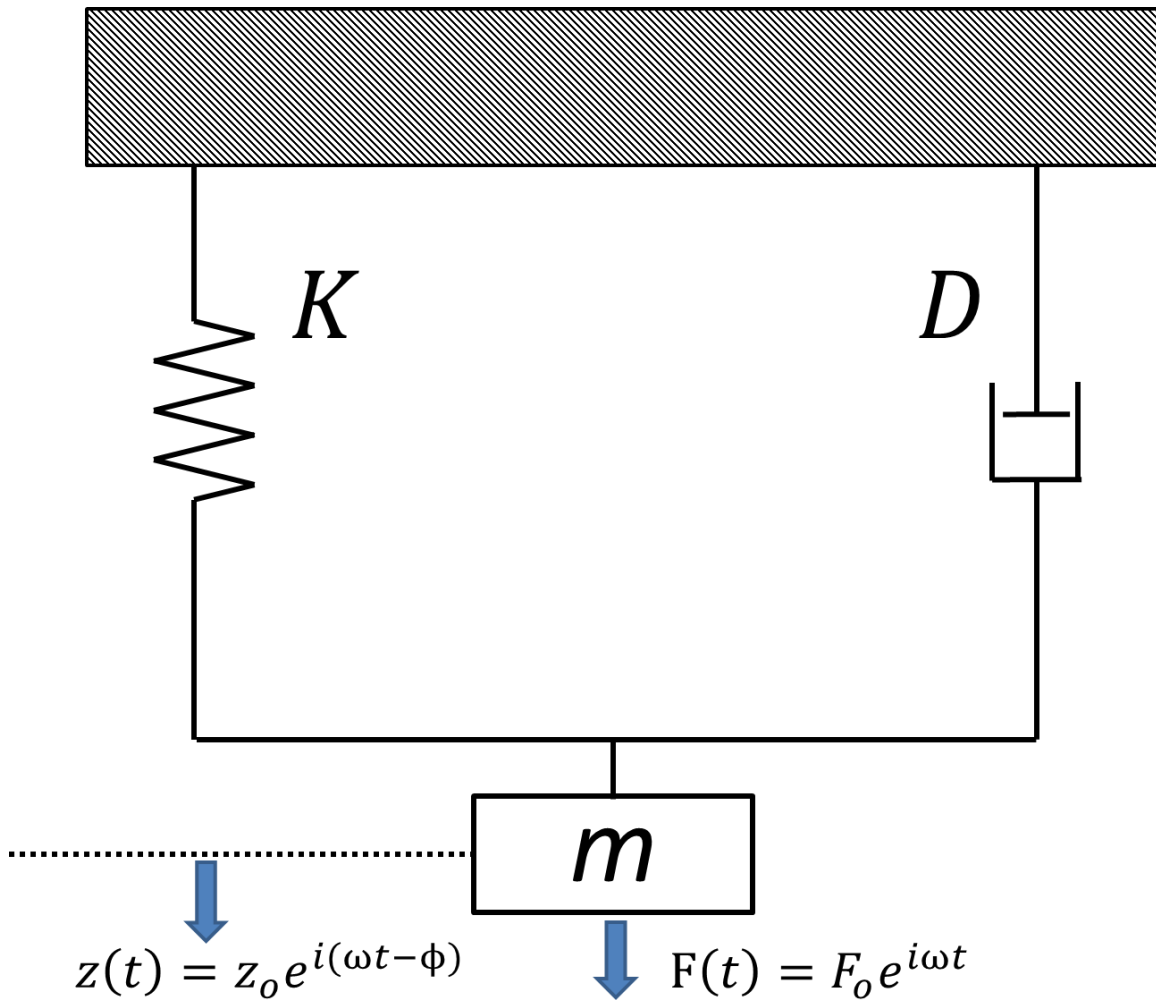 K
D
m
z(t) = z_o e^{i(ωt−ϕ)}
F(t) = F_o e^{iωt}